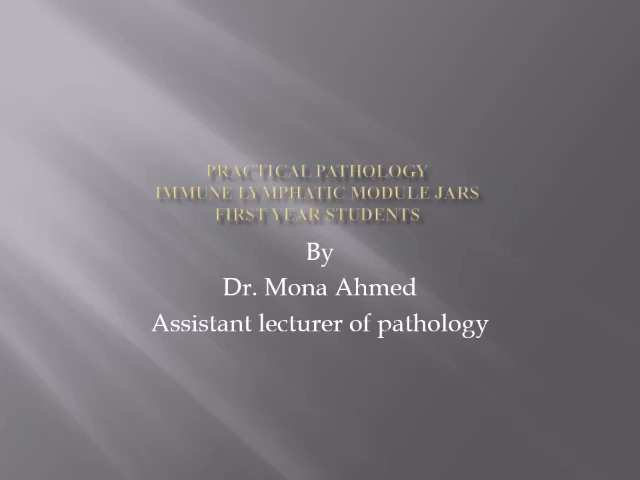 PRACTICAL PATHOLOGY
IMMUNE LYMPHATIC MODULE JARS
FIRST YEAR STUDENTS
By
Dr. Mona Ahmed
Assistant lecturer of pathology